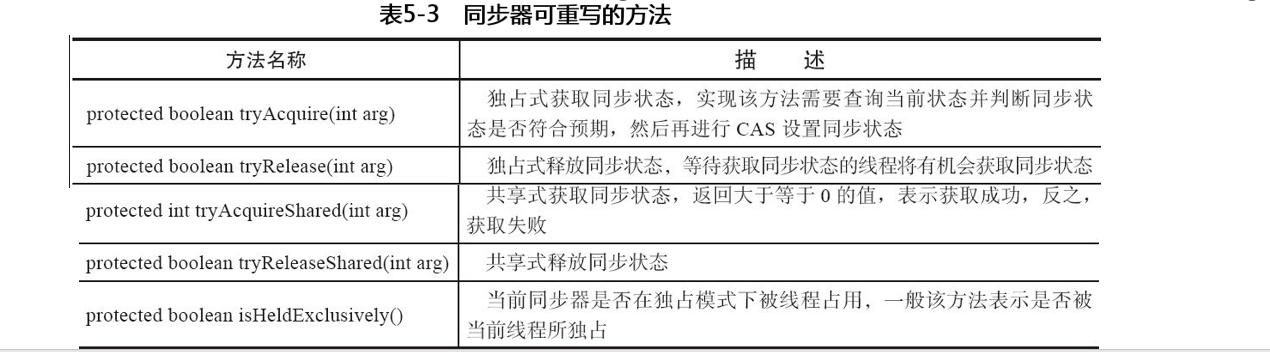 表5-3 同步器可重写的方法
方法名称 描 述
protected boolean tryAcquire(int arg)
独占式获取同步状态，实现该方法需要查询当前状态并判断同步状
态是否符合预期，然后再进行 CAS 设置同步状态
protected boolean tryRelease(int arg)
独占式释放同步状态，等待获取同步状态的线程将有机会获取同步状态
protected int tryAcquireShared(int arg)
共享式获取同步状态，返回大于等于 0 的值，表示获取成功，反之，
获取失败
protected boolean tryReleaseShared(int arg)
共享式释放同步状态
protected boolean isHeldExclusively()
当前同步器是否在独占模式下被线程占用，一般该方法表示是否被
当前线程所独占